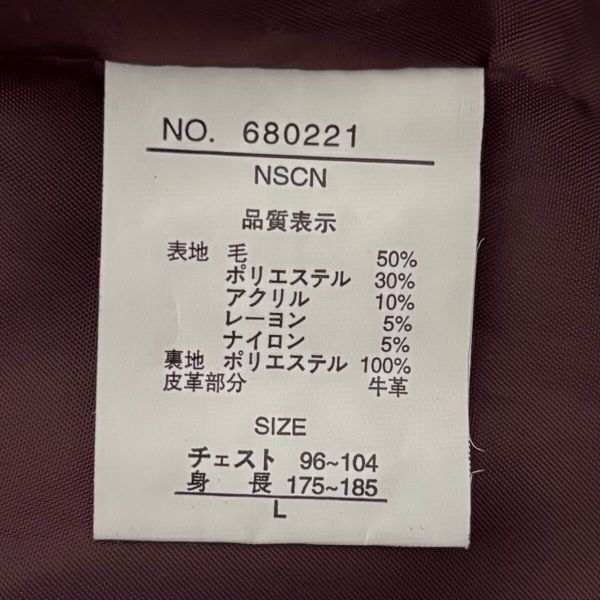 NO. 680221
NSCN
品質表示
表地 毛 50%
ポリエステル 30%
アクリル 10%
レーヨン 5%
ナイロン 5%
裏地 ポリエステル 100%
皮革部分 牛革
SIZE
チェスト 96~104
身 長 175~185
L